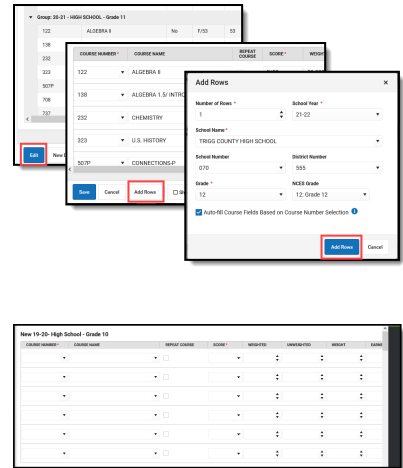 Group: 20-21 - HIGH SCHOOL - Grade 11
122 ALGEBRA II No F/53 53
138
232
323
507P
708
737
Edit
COURSE NUMBER* COURSE NAME REPEAT COURSE SCORE* WEIGH
122 ALGEBRA II
138 ALGEBRA 1.5/ INTRO
232 CHEMISTRY
323 U.S. HISTORY
507P CONNECTIONS-P
Save Cancel Add Rows
Add Rows ×
Number of Rows * School Year *
1 21-22
School Name*
TRIGG COUNTY HIGH SCHOOL
School Number District Number
070 555
Grade * NCES Grade
12 12: Grade 12
Auto-fill Course Fields Based on Course Number Selection
Add Rows Cancel
New 19-20- High School - Grade 10
COURSE NUMBER* COURSE NAME REPEAT COURSE SCORE* WEIGHTED UNWEIGHTED WEIGHT EARNE